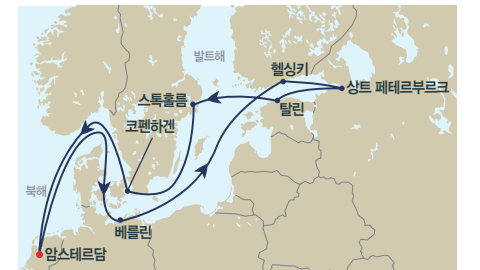 발트해
헬싱키
상트 페테르부르크
스톡홀름
탈린
코펜하겐
북해
베를린
암스테르담